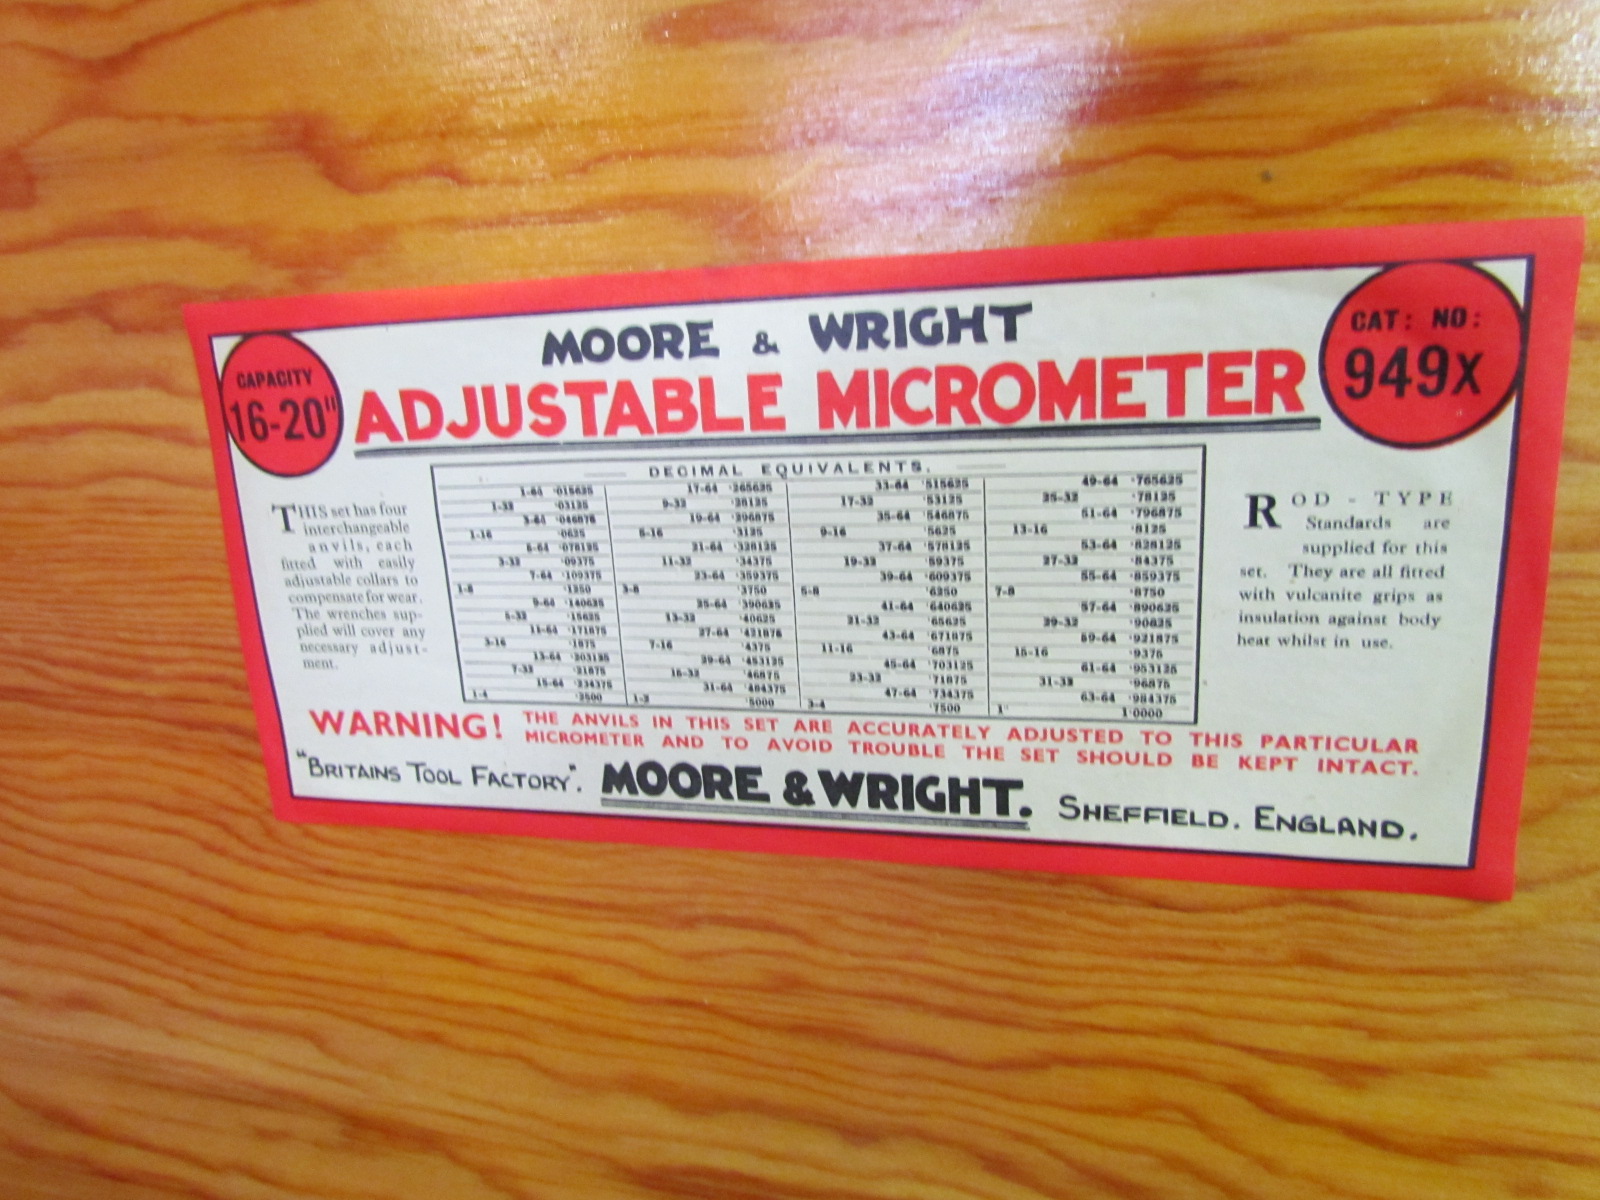 MOORE & WRIGHT
ADJUSTABLE MICROMETER
CAPACITY
16-20"
CAT: NO:
949X
THIS set has four
interchangeable
anvils, each
fitted with easily
adjustable collars to
compensate for wear.
The wrenches sup-
plied will cover any
necessary adjust-
ment.
DECIMAL EQUIVALENTS.
1-64 ·015625 17-64 ·265625 33-64 ·515625 49-64 ·765625
1-32 ·03125 9-32 ·28125 17-32 ·53125 25-32 ·78125
3-64 ·046875 19-64 ·296875 35-64 ·546875 51-64 ·796875
1-16 ·0625 5-16 ·3125 9-16 ·5625 13-16 ·8125
5-64 ·078125 21-64 ·328125 37-64 ·578125 53-64 ·828125
3-32 ·09375 11-32 ·34375 19-32 ·59375 27-32 ·84375
7-64 ·109375 23-64 ·359375 39-64 ·609375 55-64 ·859375
1-8 ·1250 3-8 ·3750 5-8 ·6250 7-8 ·8750
9-64 ·140625 25-64 ·390625 41-64 ·640625 57-64 ·890625
5-32 ·15625 13-32 ·40625 21-32 ·65625 29-32 ·90625
11-64 ·171875 27-64 ·421875 43-64 ·671875 59-64 ·921875
3-16 ·1875 7-16 ·4375 11-16 ·6875 15-16 ·9375
13-64 ·203125 29-64 ·453125 45-64 ·703125 61-64 ·953125
7-32 ·21875 15-32 ·46875 23-32 ·71875 31-32 ·96875
15-64 ·234375 31-64 ·484375 47-64 ·734375 63-64 ·984375
1-4 ·2500 1-2 ·5000 3-4 ·7500 1" 1·0000
ROD-TYPE
Standards are
supplied for this
set. They are all fitted
with vulcanite grips as
insulation against body
heat whilst in use.
WARNING! THE ANVILS IN THIS SET ARE ACCURATELY ADJUSTED TO THIS PARTICULAR
MICROMETER AND TO AVOID TROUBLE THE SET SHOULD BE KEPT INTACT.
"BRITAINS TOOL FACTORY". MOORE & WRIGHT. SHEFFIELD. ENGLAND.